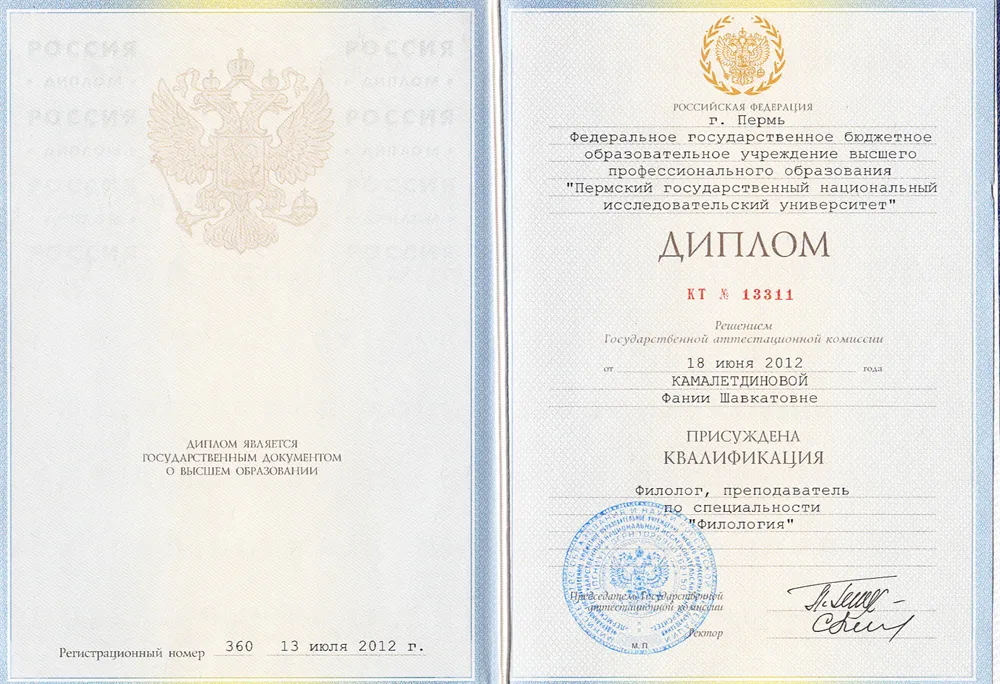 РОССИЯ РОССИЯ
РОССИЯ РОССИЯ
РОССИЯ РОССИЯ
РОССИЯ РОССИЯ
ДИПЛОМ ЯВЛЯЕТСЯ
ГОСУДАРСТВЕННЫМ ДОКУМЕНТОМ
О ВЫСШЕМ ОБРАЗОВАНИИ
Регистрационный номер 360 13 июля 2012 г.
РОССИЙСКАЯ ФЕДЕРАЦИЯ
г. Пермь
Федеральное государственное бюджетное
образовательное учреждение высшего
профессионального образования
"Пермский государственный национальный
исследовательский университет"
ДИПЛОМ
КТ № 13311
Решением
Государственной аттестационной комиссии
от 18 июня 2012 года
КАМАЛЕТДИНОВОЙ
Фании Шавкатовне
ПРИСУЖДЕНА
КВАЛИФИКАЦИЯ
Филолог, преподаватель
по специальности
"Филология"
Председатель Государственной
аттестационной комиссии
Ректор
М.П.